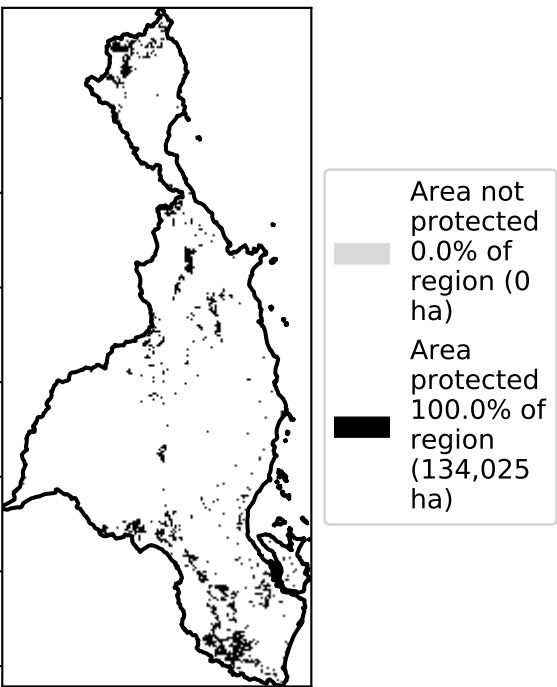 Area not
protected
0.0% of
region (0
ha)
Area
protected
100.0% of
region
(134,025
ha)